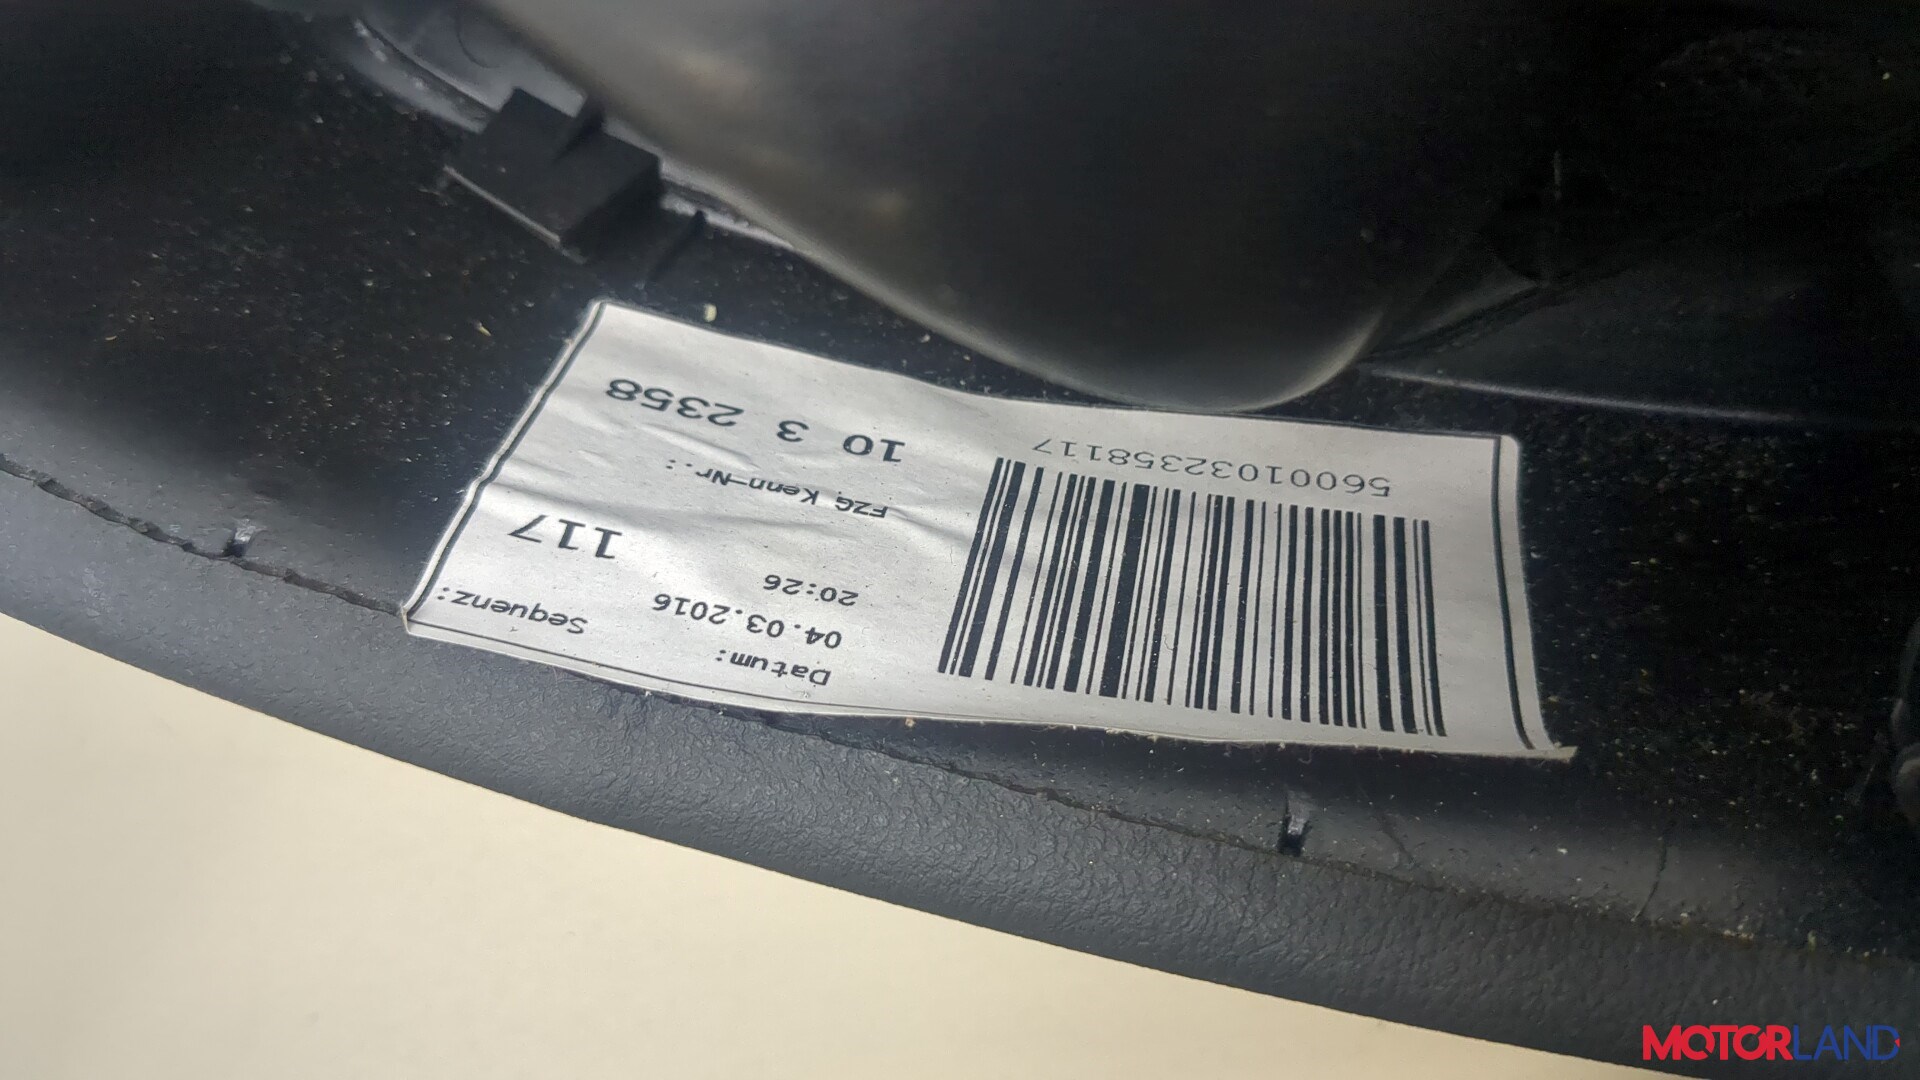 Datum:
04.03.2016
20:26
Sequenz:
117
FZG Kenn-Nr.:
10 3 2358
56001032358117
MOTORLAND